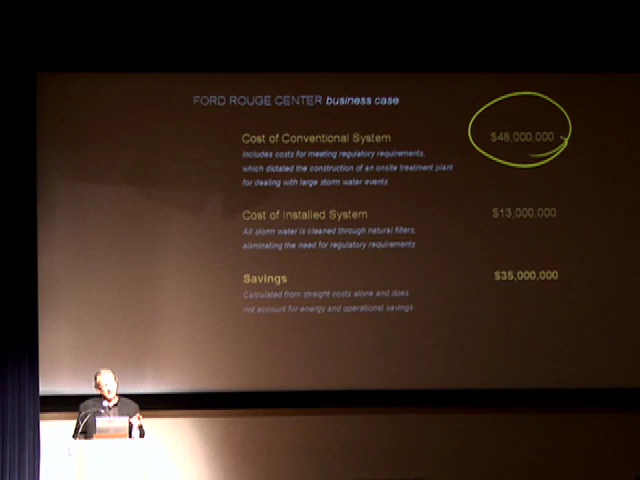 FORD ROUGE CENTER business case
Cost of Conventional System $48,000,000
Includes costs for meeting regulatory requirements,
which dictated the construction of an onsite treatment plant
for dealing with large storm water events
Cost of Installed System $13,000,000
All storm water is cleaned through natural filters,
eliminating the need for regulatory requirements
Savings $35,000,000
Calculated from straight costs alone and does
not account for energy and operational savings